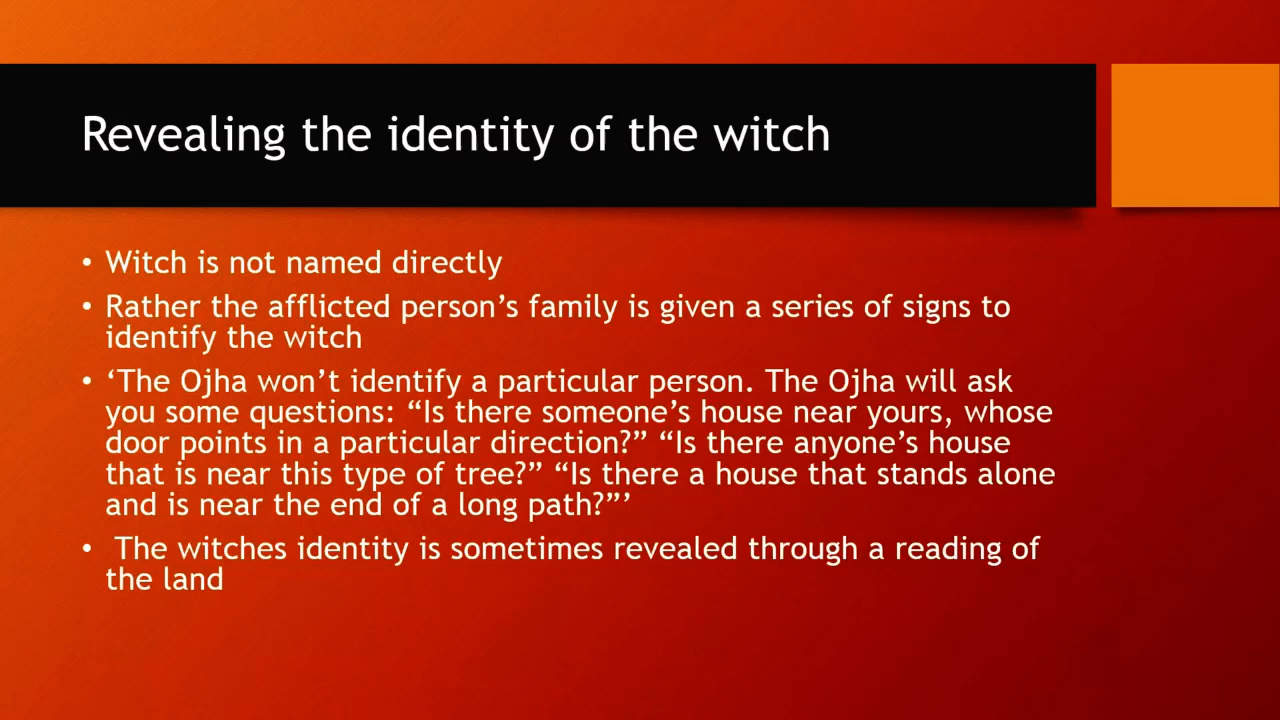 Revealing the identity of the witch
• Witch is not named directly
• Rather the afflicted person’s family is given a series of signs to
identify the witch
• ‘The Ojha won’t identify a particular person. The Ojha will ask
you some questions: “Is there someone’s house near yours, whose
door points in a particular direction?” “Is there anyone’s house
that is near this type of tree?” “Is there a house that stands alone
and is near the end of a long path?”’
• The witches identity is sometimes revealed through a reading of
the land